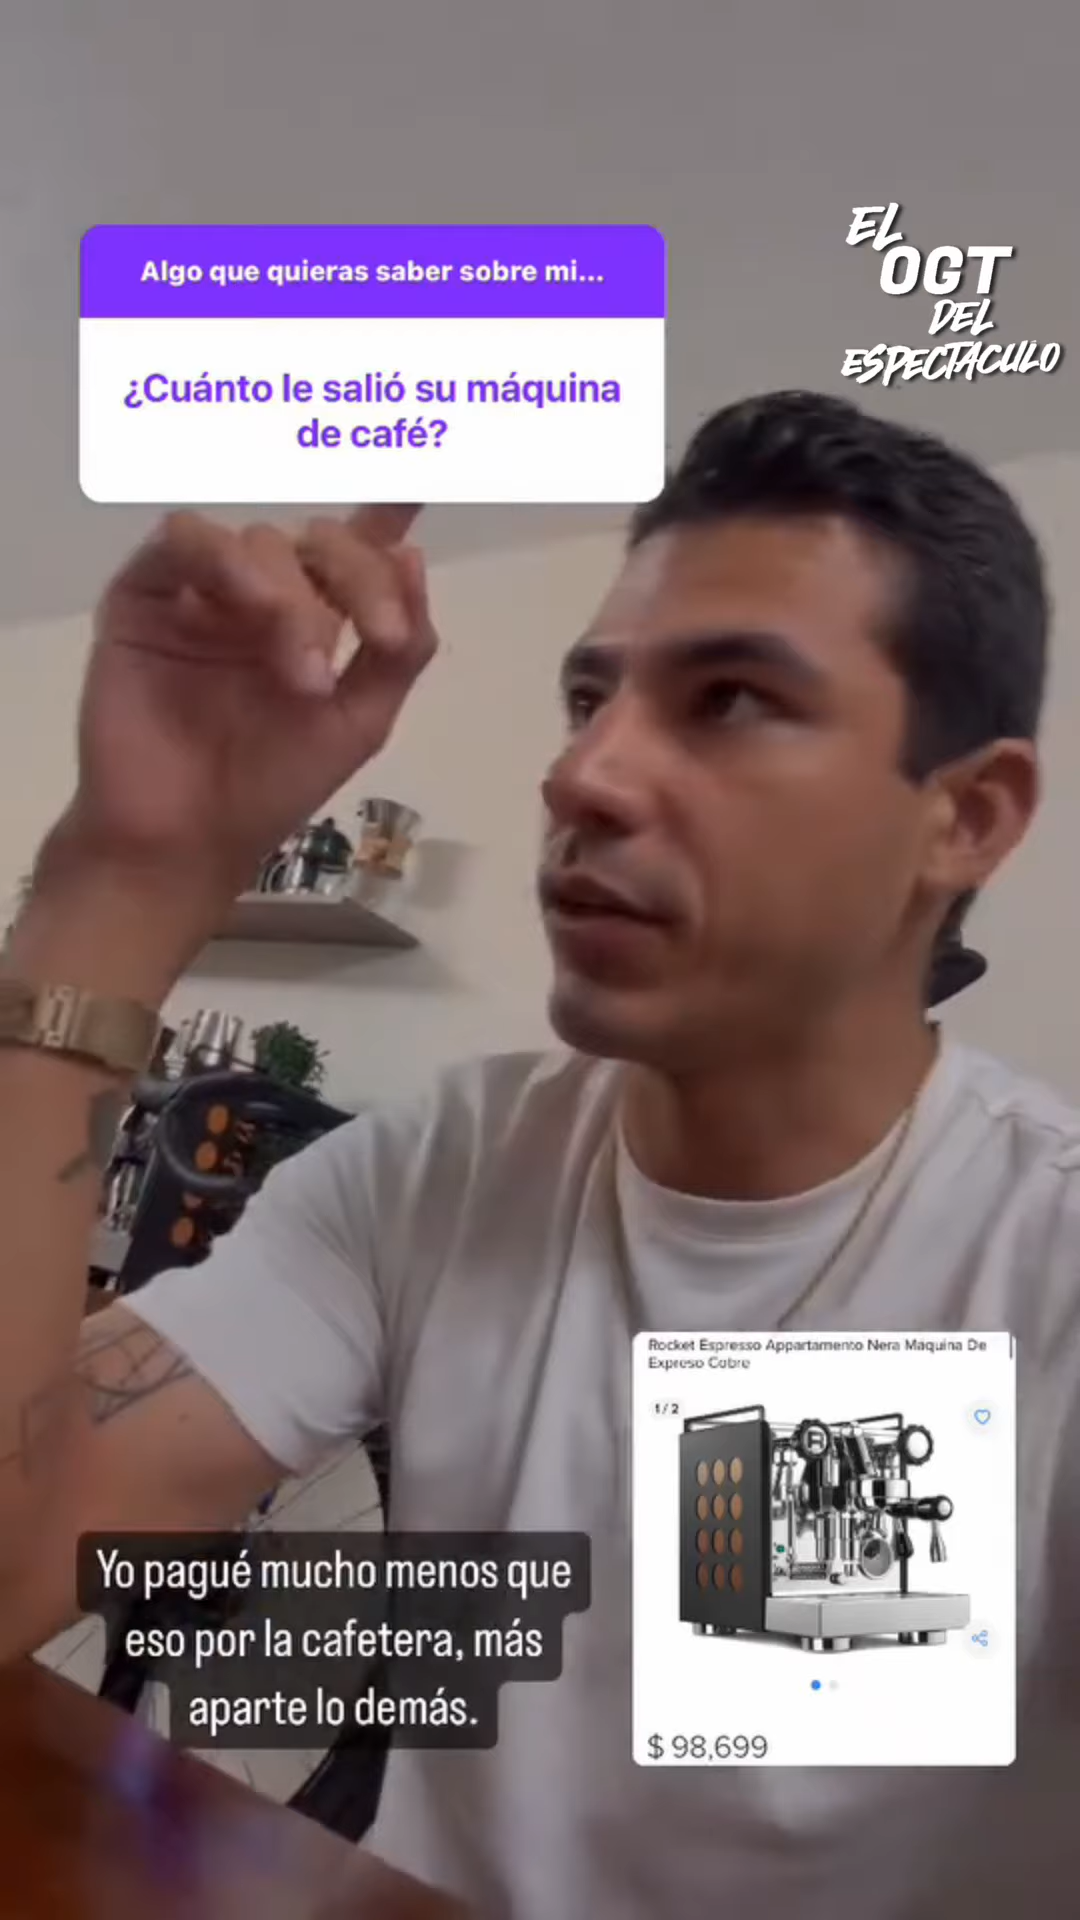 Algo que quieras saber sobre mi...
¿Cuánto le salió su máquina
de café?
EL
OGT
DEL
ESPECTACULO
Rocket Espresso Appartamento Nera Maquina De
Expreso Cobre
1/2
R
Yo pagué mucho menos que
eso por la cafetera, más
aparte lo demás.
$ 98,699